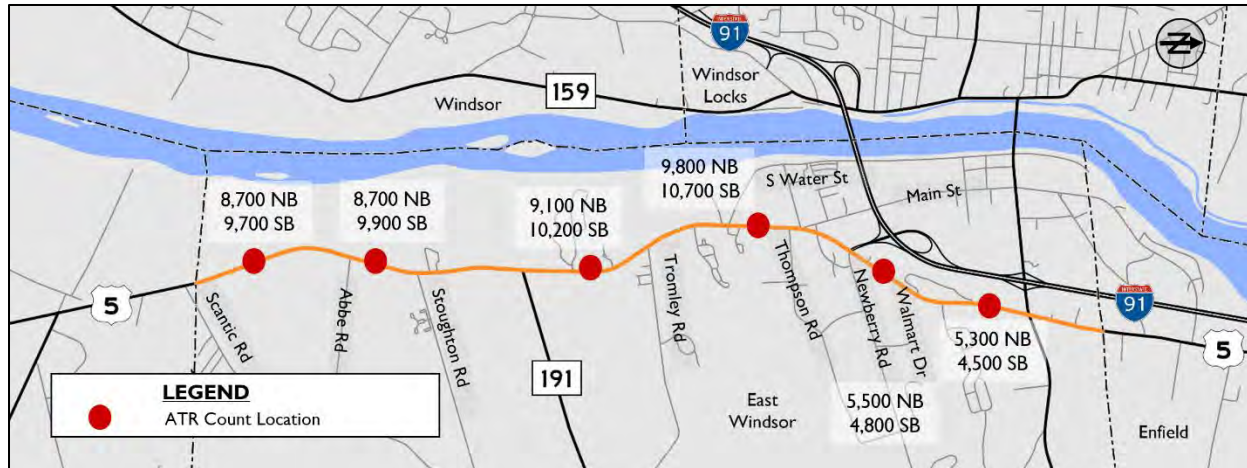 INTERSTATE
91
Windsor
Locks
N
Windsor
159
9,800 NB
10,700 SB
S Water St
Main St
8,700 NB
9,700 SB
8,700 NB
9,900 SB
9,100 NB
10,200 SB
5
Scantic Rd
Abbe Rd
Stoughton Rd
191
Tromley Rd
Thompson Rd
Newberry Rd
Walmart Dr
INTERSTATE
91
5
5,300 NB
4,500 SB
5,500 NB
4,800 SB
East
Windsor
Enfield
LEGEND
ATR Count Location